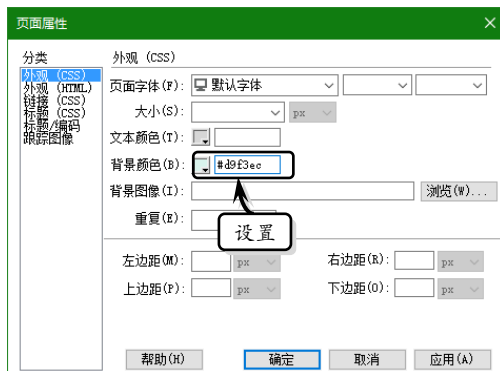 页面属性
分类
外观 (CSS)
外观 (HTML)
链接 (CSS)
标题 (CSS)
标题/编码
跟踪图像
外观 (CSS)
页面字体(F): 默认字体
大小(S): px
文本颜色(T):
背景颜色(B): #d9f3ec
背景图像(I): 浏览(W)...
重复(E):
设置
左边距(M): px 右边距(R): px
上边距(P): px 下边距(O): px
帮助(H) 确定 取消 应用(A)